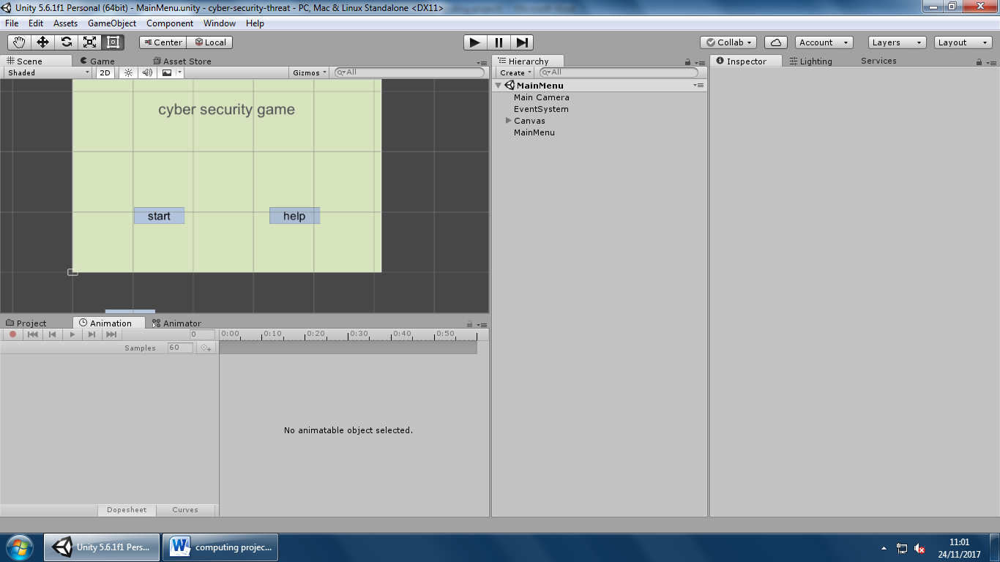 Unity 5.6.1f1 Personal (64bit) - MainMenu.unity - cyber-security-threat - PC, Mac & Linux Standalone <DX11>
File Edit Assets GameObject Component Window Help
Center Local Collab Account Layers Layout
Scene Game Asset Store
Shaded 2D Gizmos All
cyber security game
start help
Hierarchy
Create All
MainMenu
Main Camera
EventSystem
Canvas
MainMenu
Inspector Lighting Services
Project Animation Animator
0 0:00 0:10 0:20 0:30 0:40 0:50
Samples 60
No animatable object selected.
Dopesheet Curves
Unity 5.6.1f1 Pers... computing projec...
11:01
24/11/2017